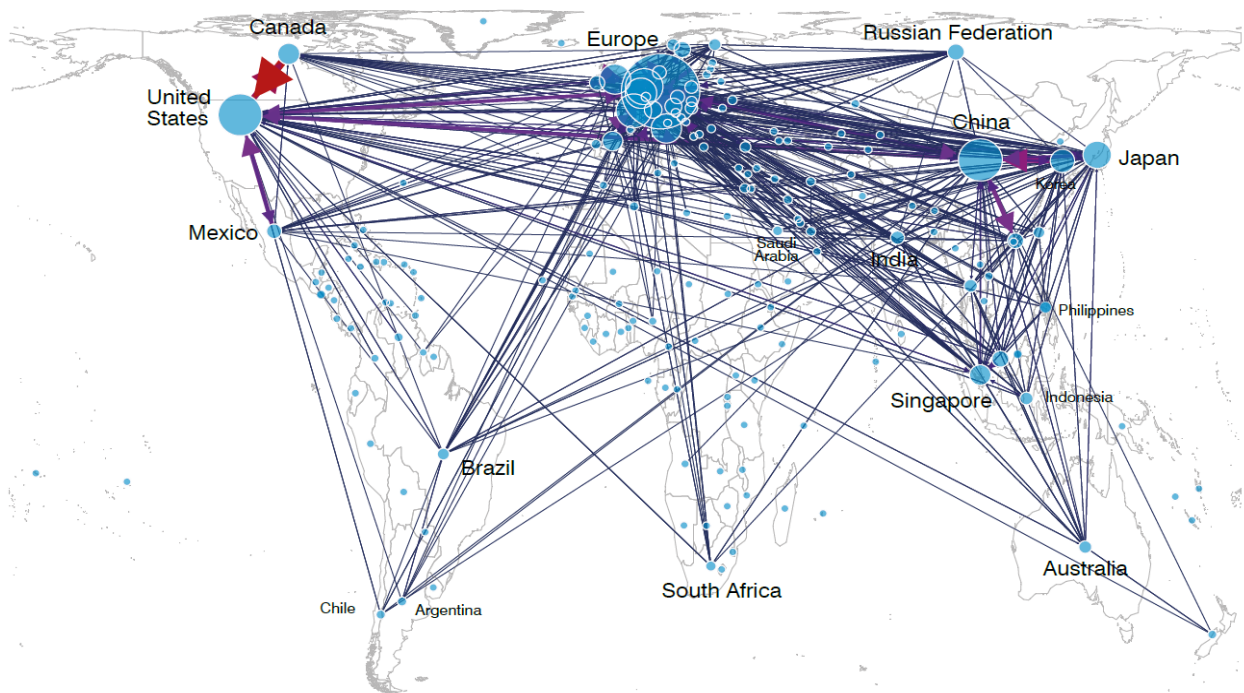 Canada
Europe
Russian Federation
United
States
China
Japan
Korea
Mexico
Saudi
Arabia
India
Philippines
Singapore
Indonesia
Brazil
Australia
South Africa
Chile
Argentina